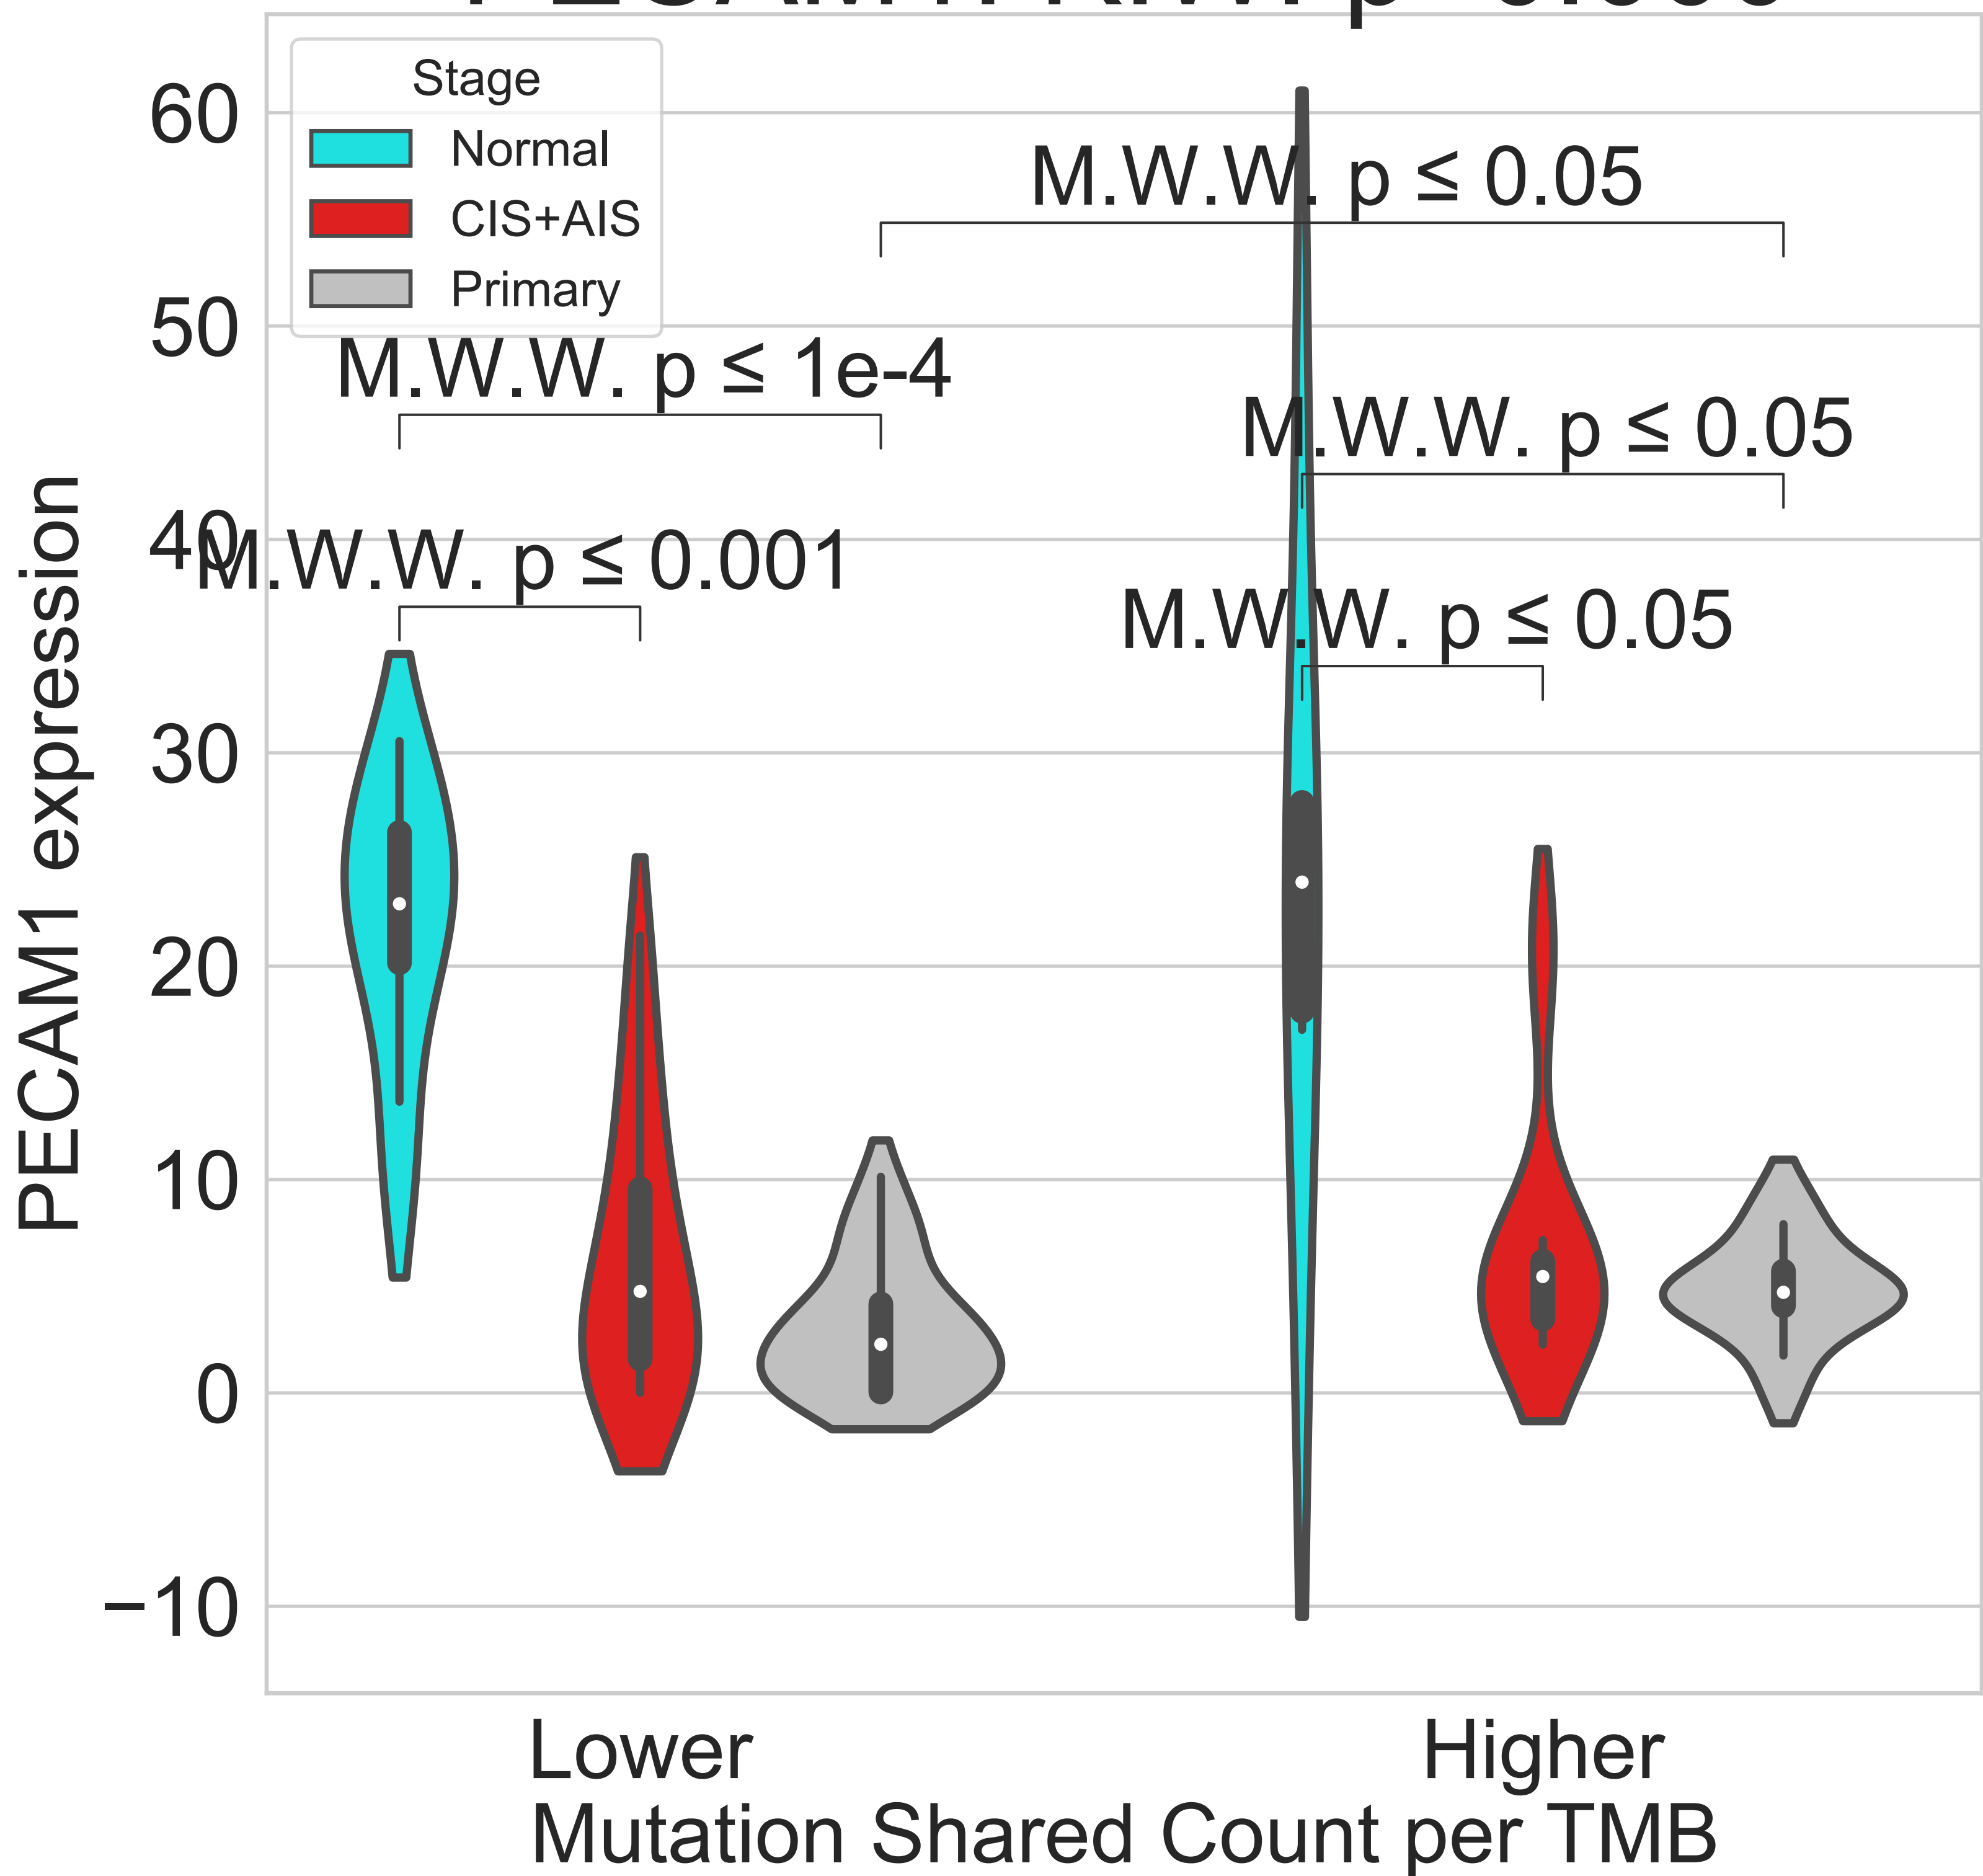 Stage
Normal
CIS+AIS
Primary
60
50
40
30
20
10
0
−10
PECAM1 expression
M.W.W. p ≤ 0.05
M.W.W. p ≤ 1e-4
M.W.W. p ≤ 0.05
M.W.W. p ≤ 0.001
M.W.W. p ≤ 0.05
Lower
Higher
Mutation Shared Count per TMB